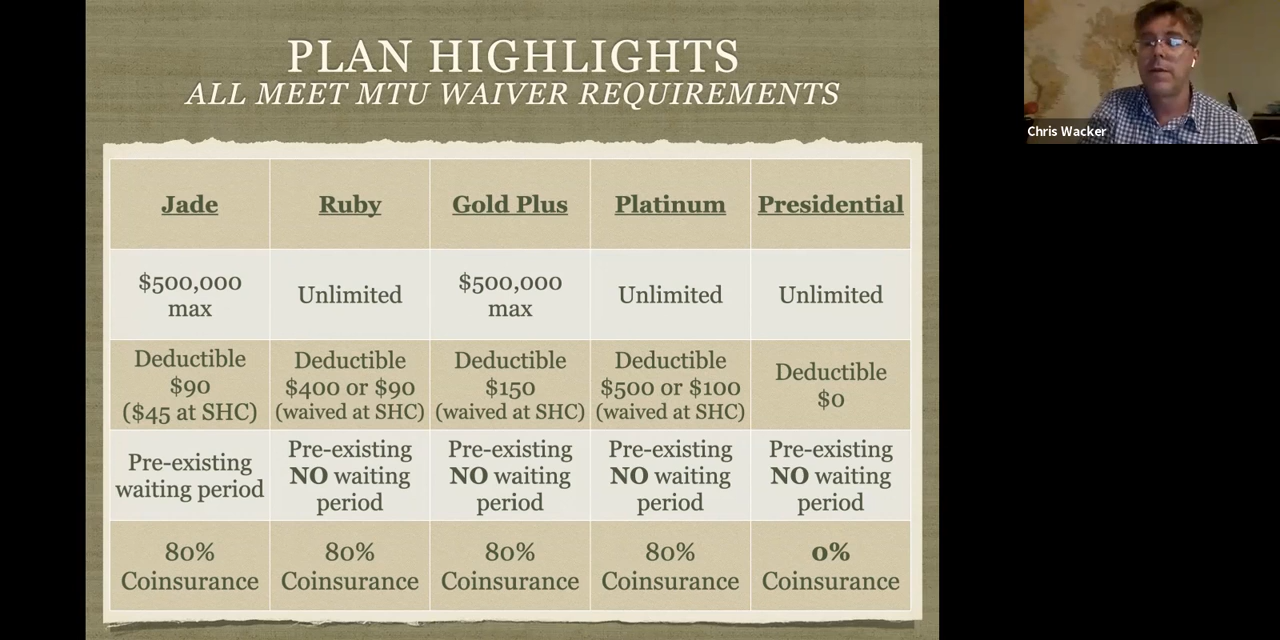 PLAN HIGHLIGHTS
ALL MEET MTU WAIVER REQUIREMENTS
Chris Wacker
Jade
Ruby
Gold Plus
Platinum
Presidential
$500,000
max
Unlimited
$500,000
max
Unlimited
Unlimited
Deductible
$90
($45 at SHC)
Deductible
$400 or $90
(waived at SHC)
Deductible
$150
(waived at SHC)
Deductible
$500 or $100
(waived at SHC)
Deductible
$0
Pre-existing
waiting period
Pre-existing
NO waiting
period
Pre-existing
NO waiting
period
Pre-existing
NO waiting
period
Pre-existing
NO waiting
period
80%
Coinsurance
80%
Coinsurance
80%
Coinsurance
80%
Coinsurance
0%
Coinsurance